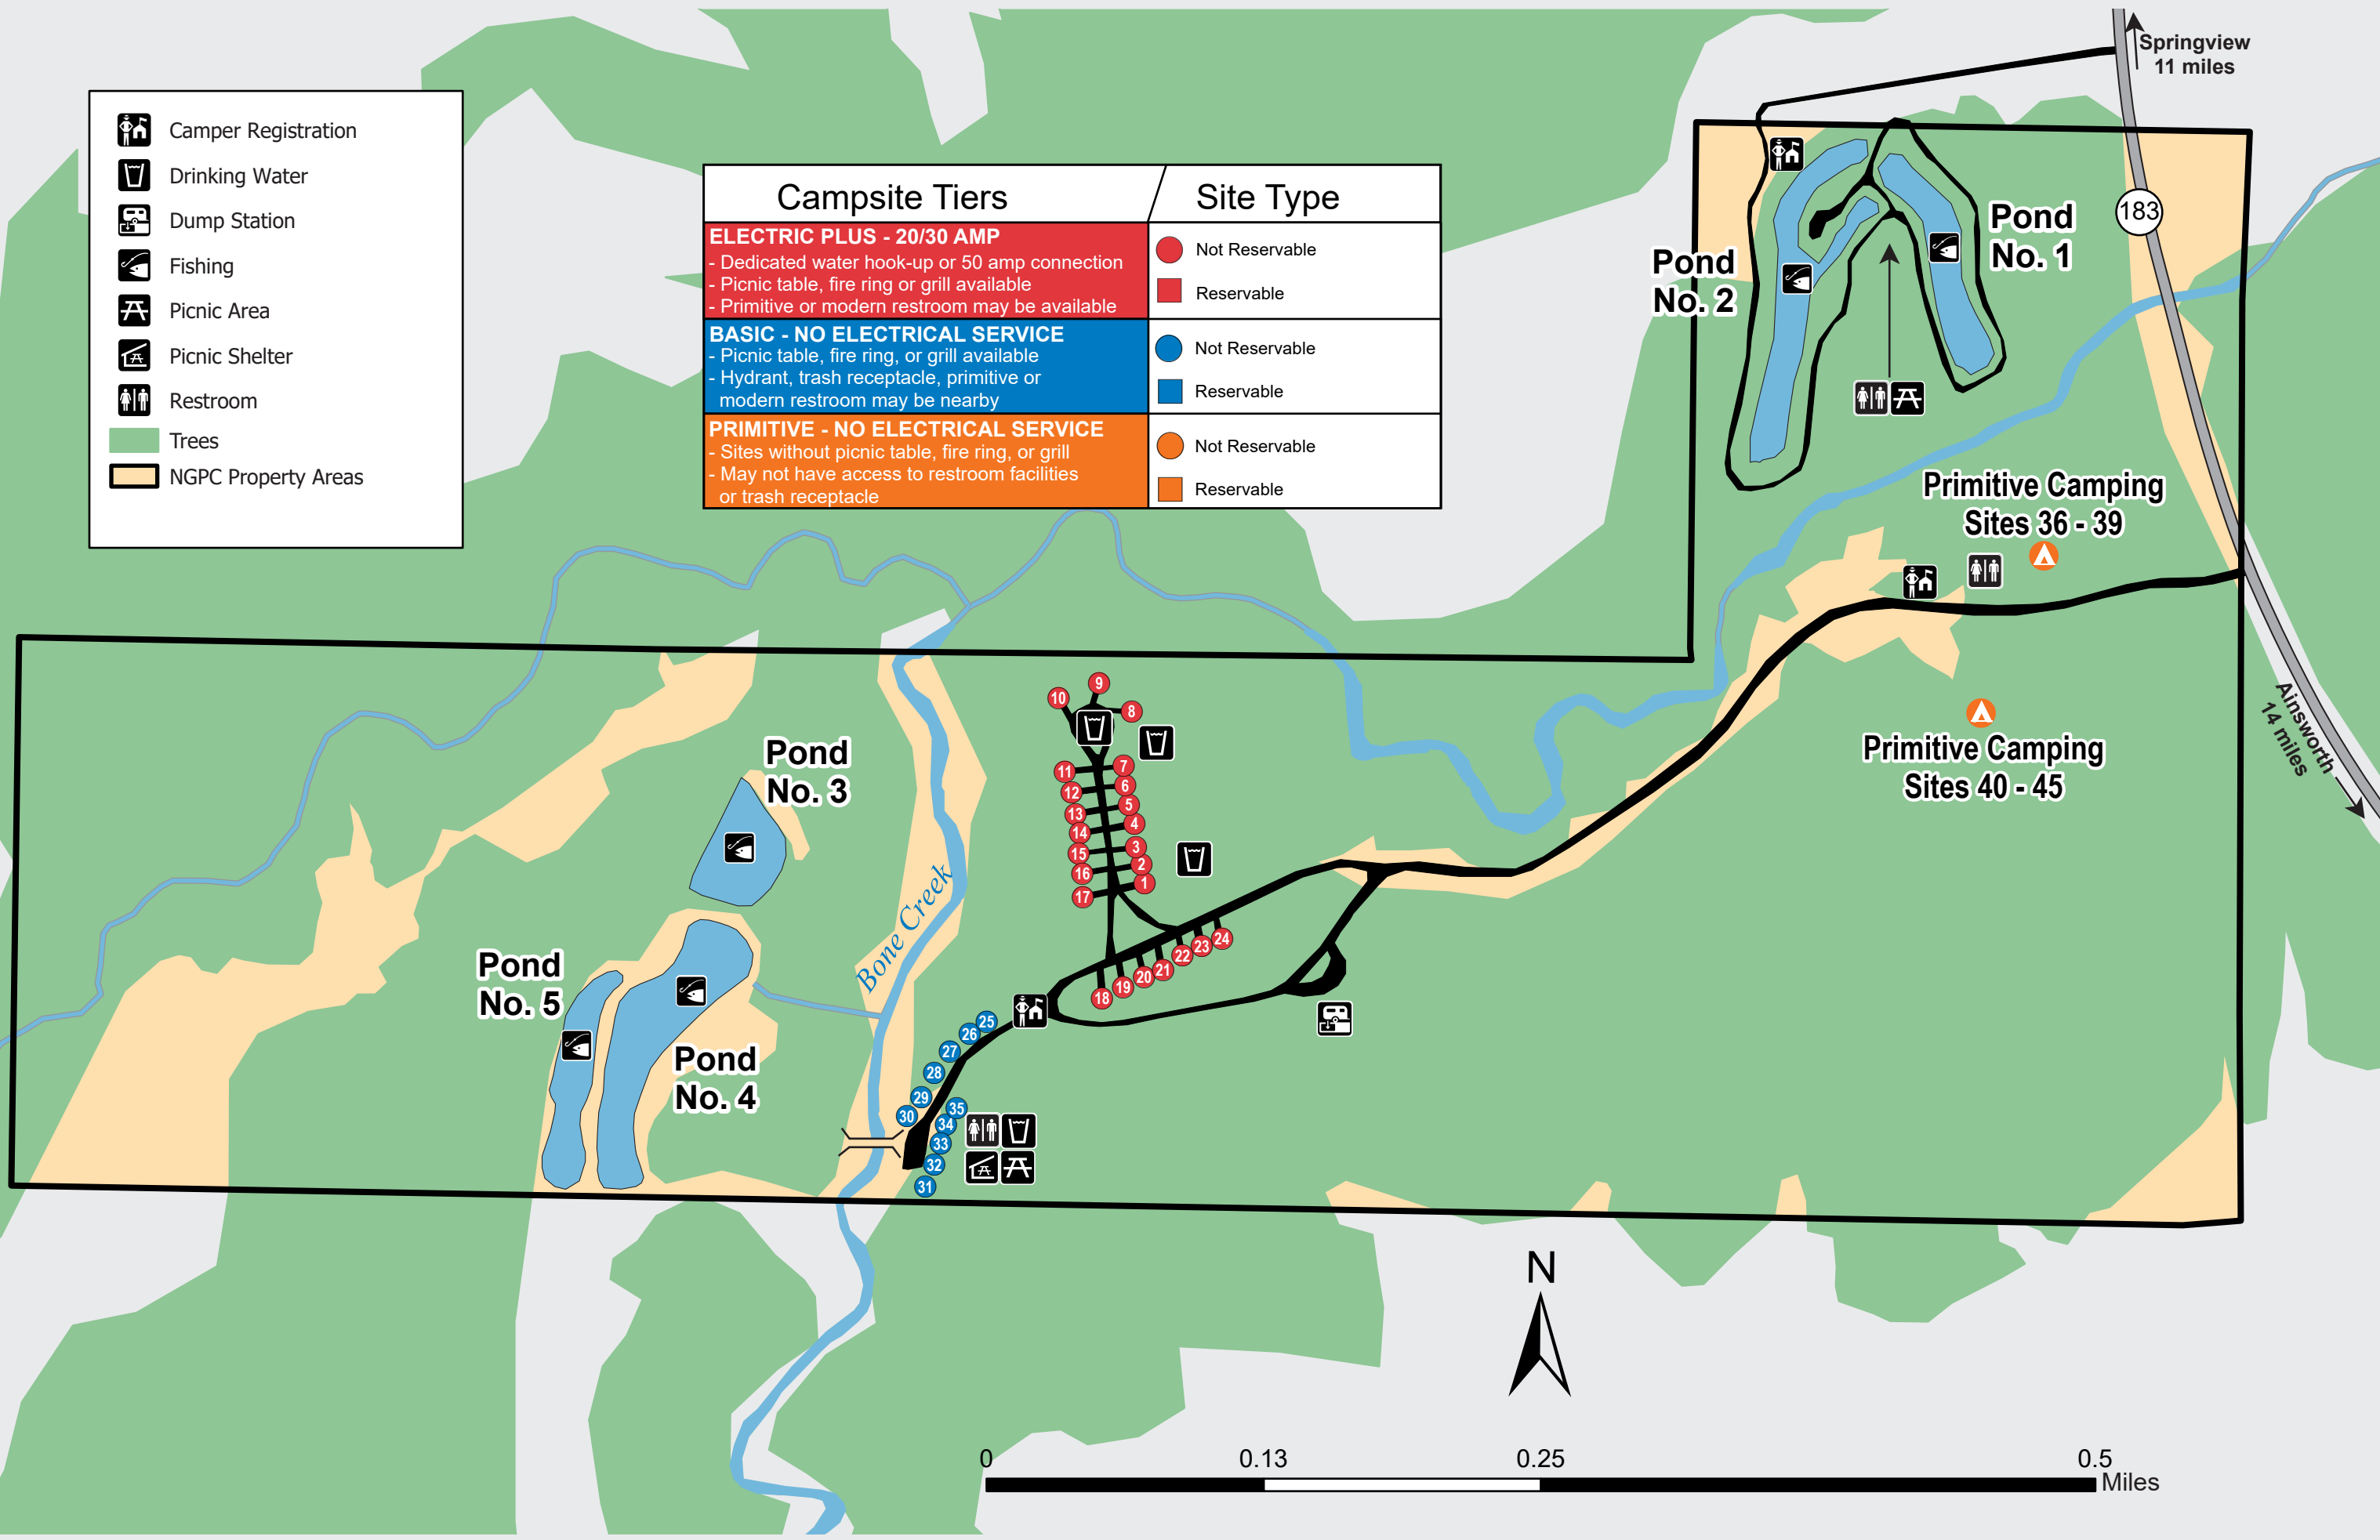 Camper Registration
Drinking Water
Dump Station
Fishing
Picnic Area
Picnic Shelter
Restroom
Trees
NGPC Property Areas
Campsite Tiers
Site Type
ELECTRIC PLUS - 20/30 AMP
- Dedicated water hook-up or 50 amp connection
- Picnic table, fire ring or grill available
- Primitive or modern restroom may be available
Not Reservable
Reservable
BASIC - NO ELECTRICAL SERVICE
- Picnic table, fire ring, or grill available
- Hydrant, trash receptacle, primitive or
modern restroom may be nearby
Not Reservable
Reservable
PRIMITIVE - NO ELECTRICAL SERVICE
- Sites without picnic table, fire ring, or grill
- May not have access to restroom facilities
or trash receptacle
Not Reservable
Reservable
Springview
11 miles
183
Pond
No. 1
Pond
No. 2
Primitive Camping
Sites 36 - 39
Primitive Camping
Sites 40 - 45
Ainsworth
14 miles
9
10
8
11
7
12
6
13
5
14
4
15
3
16
2
17
1
24
23
22
21
20
19
18
Pond
No. 3
Bone Creek
Pond
No. 5
Pond
No. 4
25
26
27
28
29
30
35
34
33
32
31
N
0
0.13
0.25
0.5
Miles